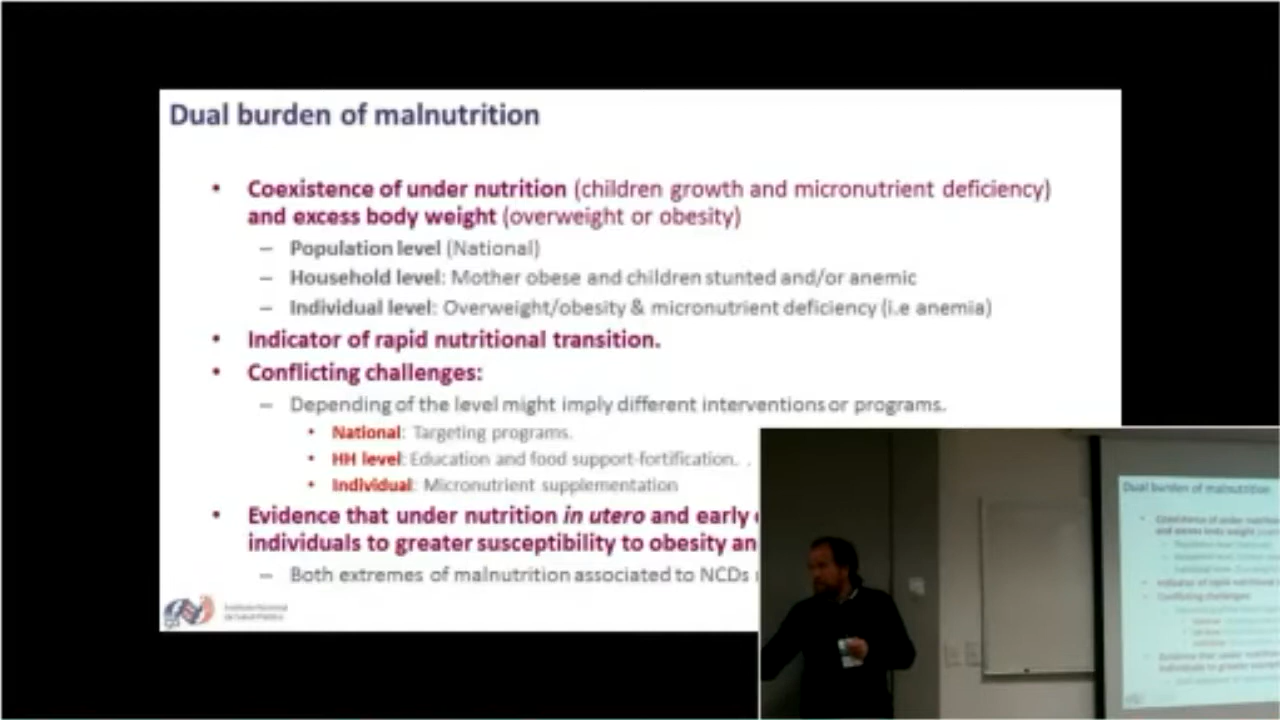 Dual burden of malnutrition
• Coexistence of under nutrition (children growth and micronutrient deficiency)
and excess body weight (overweight or obesity)
– Population level (National)
– Household level: Mother obese and children stunted and/or anemic
– Individual level: Overweight/obesity & micronutrient deficiency (i.e anemia)
• Indicator of rapid nutritional transition.
• Conflicting challenges:
– Depending of the level might imply different interventions or programs.
• National: Targeting programs.
• HH level: Education and food support-fortification. .
• Individual: Micronutrient supplementation
• Evidence that under nutrition in utero and early
individuals to greater susceptibility to obesity an
– Both extremes of malnutrition associated to NCDs
Instituto Nacional
de Salud Pública
Dual burden of malnutrition